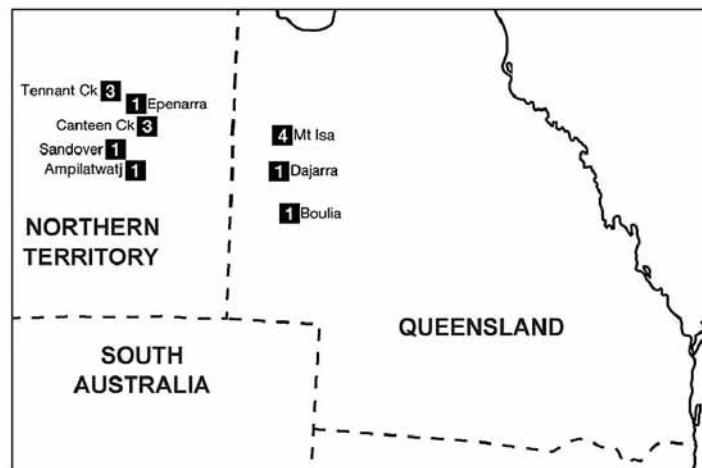 Tennant Ck 3
1 Epenarra
Canteen Ck 3
Sandover 1
Ampilatwatj 1
4 Mt Isa
1 Dajarra
1 Boulia
NORTHERN
TERRITORY
QUEENSLAND
SOUTH
AUSTRALIA